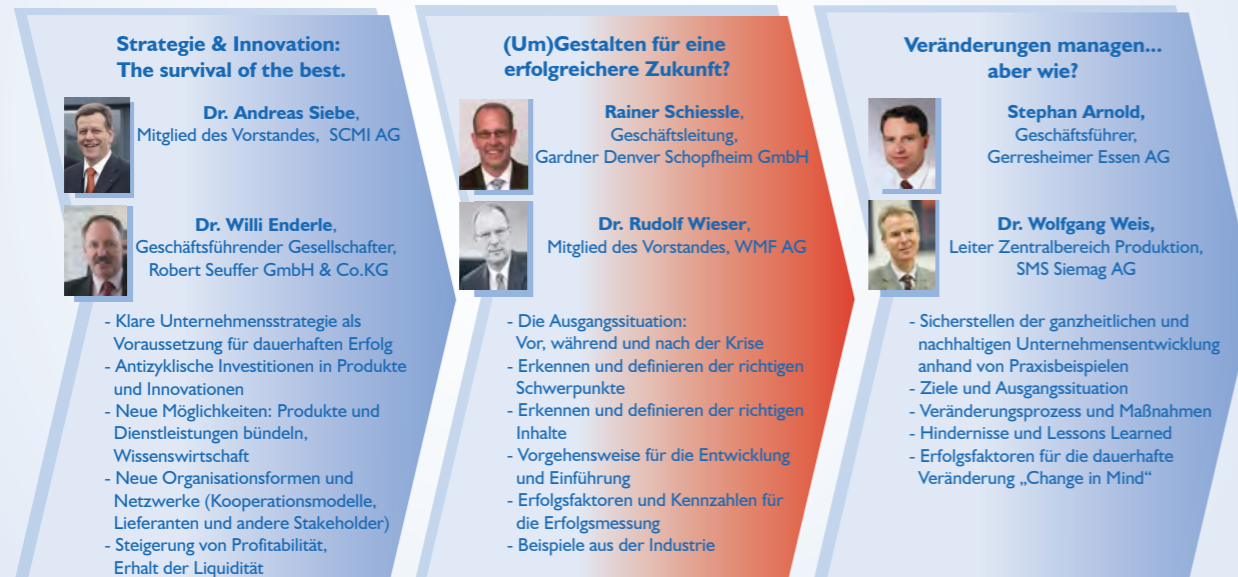 Strategie & Innovation:
The survival of the best.
Dr. Andreas Siebe,
Mitglied des Vorstandes, SCMI AG
Dr. Willi Enderle,
Geschäftsführender Gesellschafter,
Robert Seuffer GmbH & Co.KG
- Klare Unternehmensstrategie als
Voraussetzung für dauerhaften Erfolg
- Antizyklische Investitionen in Produkte
und Innovationen
- Neue Möglichkeiten: Produkte und
Dienstleistungen bündeln,
Wissenswirtschaft
- Neue Organisationsformen und
Netzwerke (Kooperationsmodelle,
Lieferanten und andere Stakeholder)
- Steigerung von Profitabilität,
Erhalt der Liquidität
(Um)Gestalten für eine
erfolgreichere Zukunft?
Rainer Schiessle,
Geschäftsleitung,
Gardner Denver Schopfheim GmbH
Dr. Rudolf Wieser,
Mitglied des Vorstandes, WMF AG
- Die Ausgangssituation:
Vor, während und nach der Krise
- Erkennen und definieren der richtigen
Schwerpunkte
- Erkennen und definieren der richtigen
Inhalte
- Vorgehensweise für die Entwicklung
und Einführung
- Erfolgsfaktoren und Kennzahlen für
die Erfolgsmessung
- Beispiele aus der Industrie
Veränderungen managen...
aber wie?
Stephan Arnold,
Geschäftsführer,
Gerresheimer Essen AG
Dr. Wolfgang Weis,
Leiter Zentralbereich Produktion,
SMS Siemag AG
- Sicherstellen der ganzheitlichen und
nachhaltigen Unternehmensentwicklung
anhand von Praxisbeispielen
- Ziele und Ausgangssituation
- Veränderungsprozess und Maßnahmen
- Hindernisse und Lessons Learned
- Erfolgsfaktoren für die dauerhafte
Veränderung „Change in Mind“